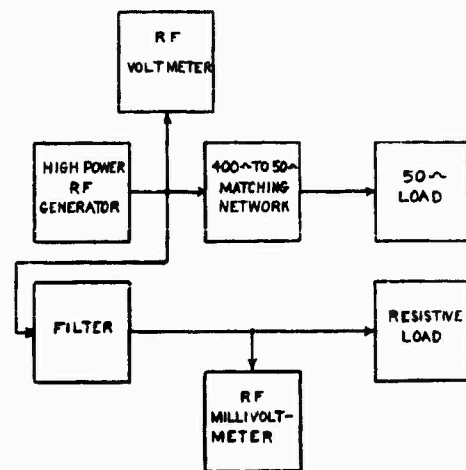 RF
VOLTMETER
HIGH POWER
RF
GENERATOR
400~TO 50~
MATCHING
NETWORK
50~
LOAD
FILTER
RESISTIVE
LOAD
RF
MILLIVOLT-
METER